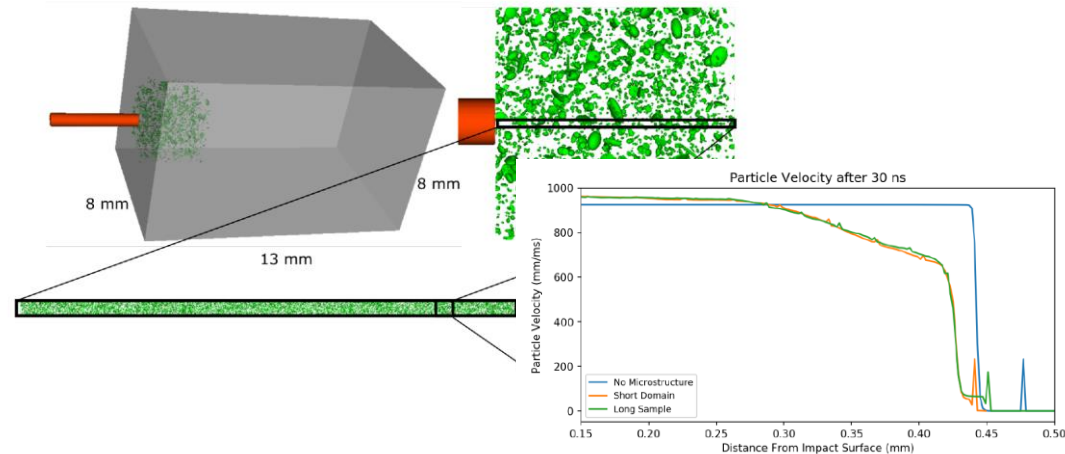 8 mm
8 mm
13 mm
Particle Velocity after 30 ns
Particle Velocity (mm/ms)
1000
800
600
400
200
0
No Microstructure
Short Domain
Long Sample
0.15
0.20
0.25
0.30
0.35
0.40
0.45
0.50
Distance From Impact Surface (mm)